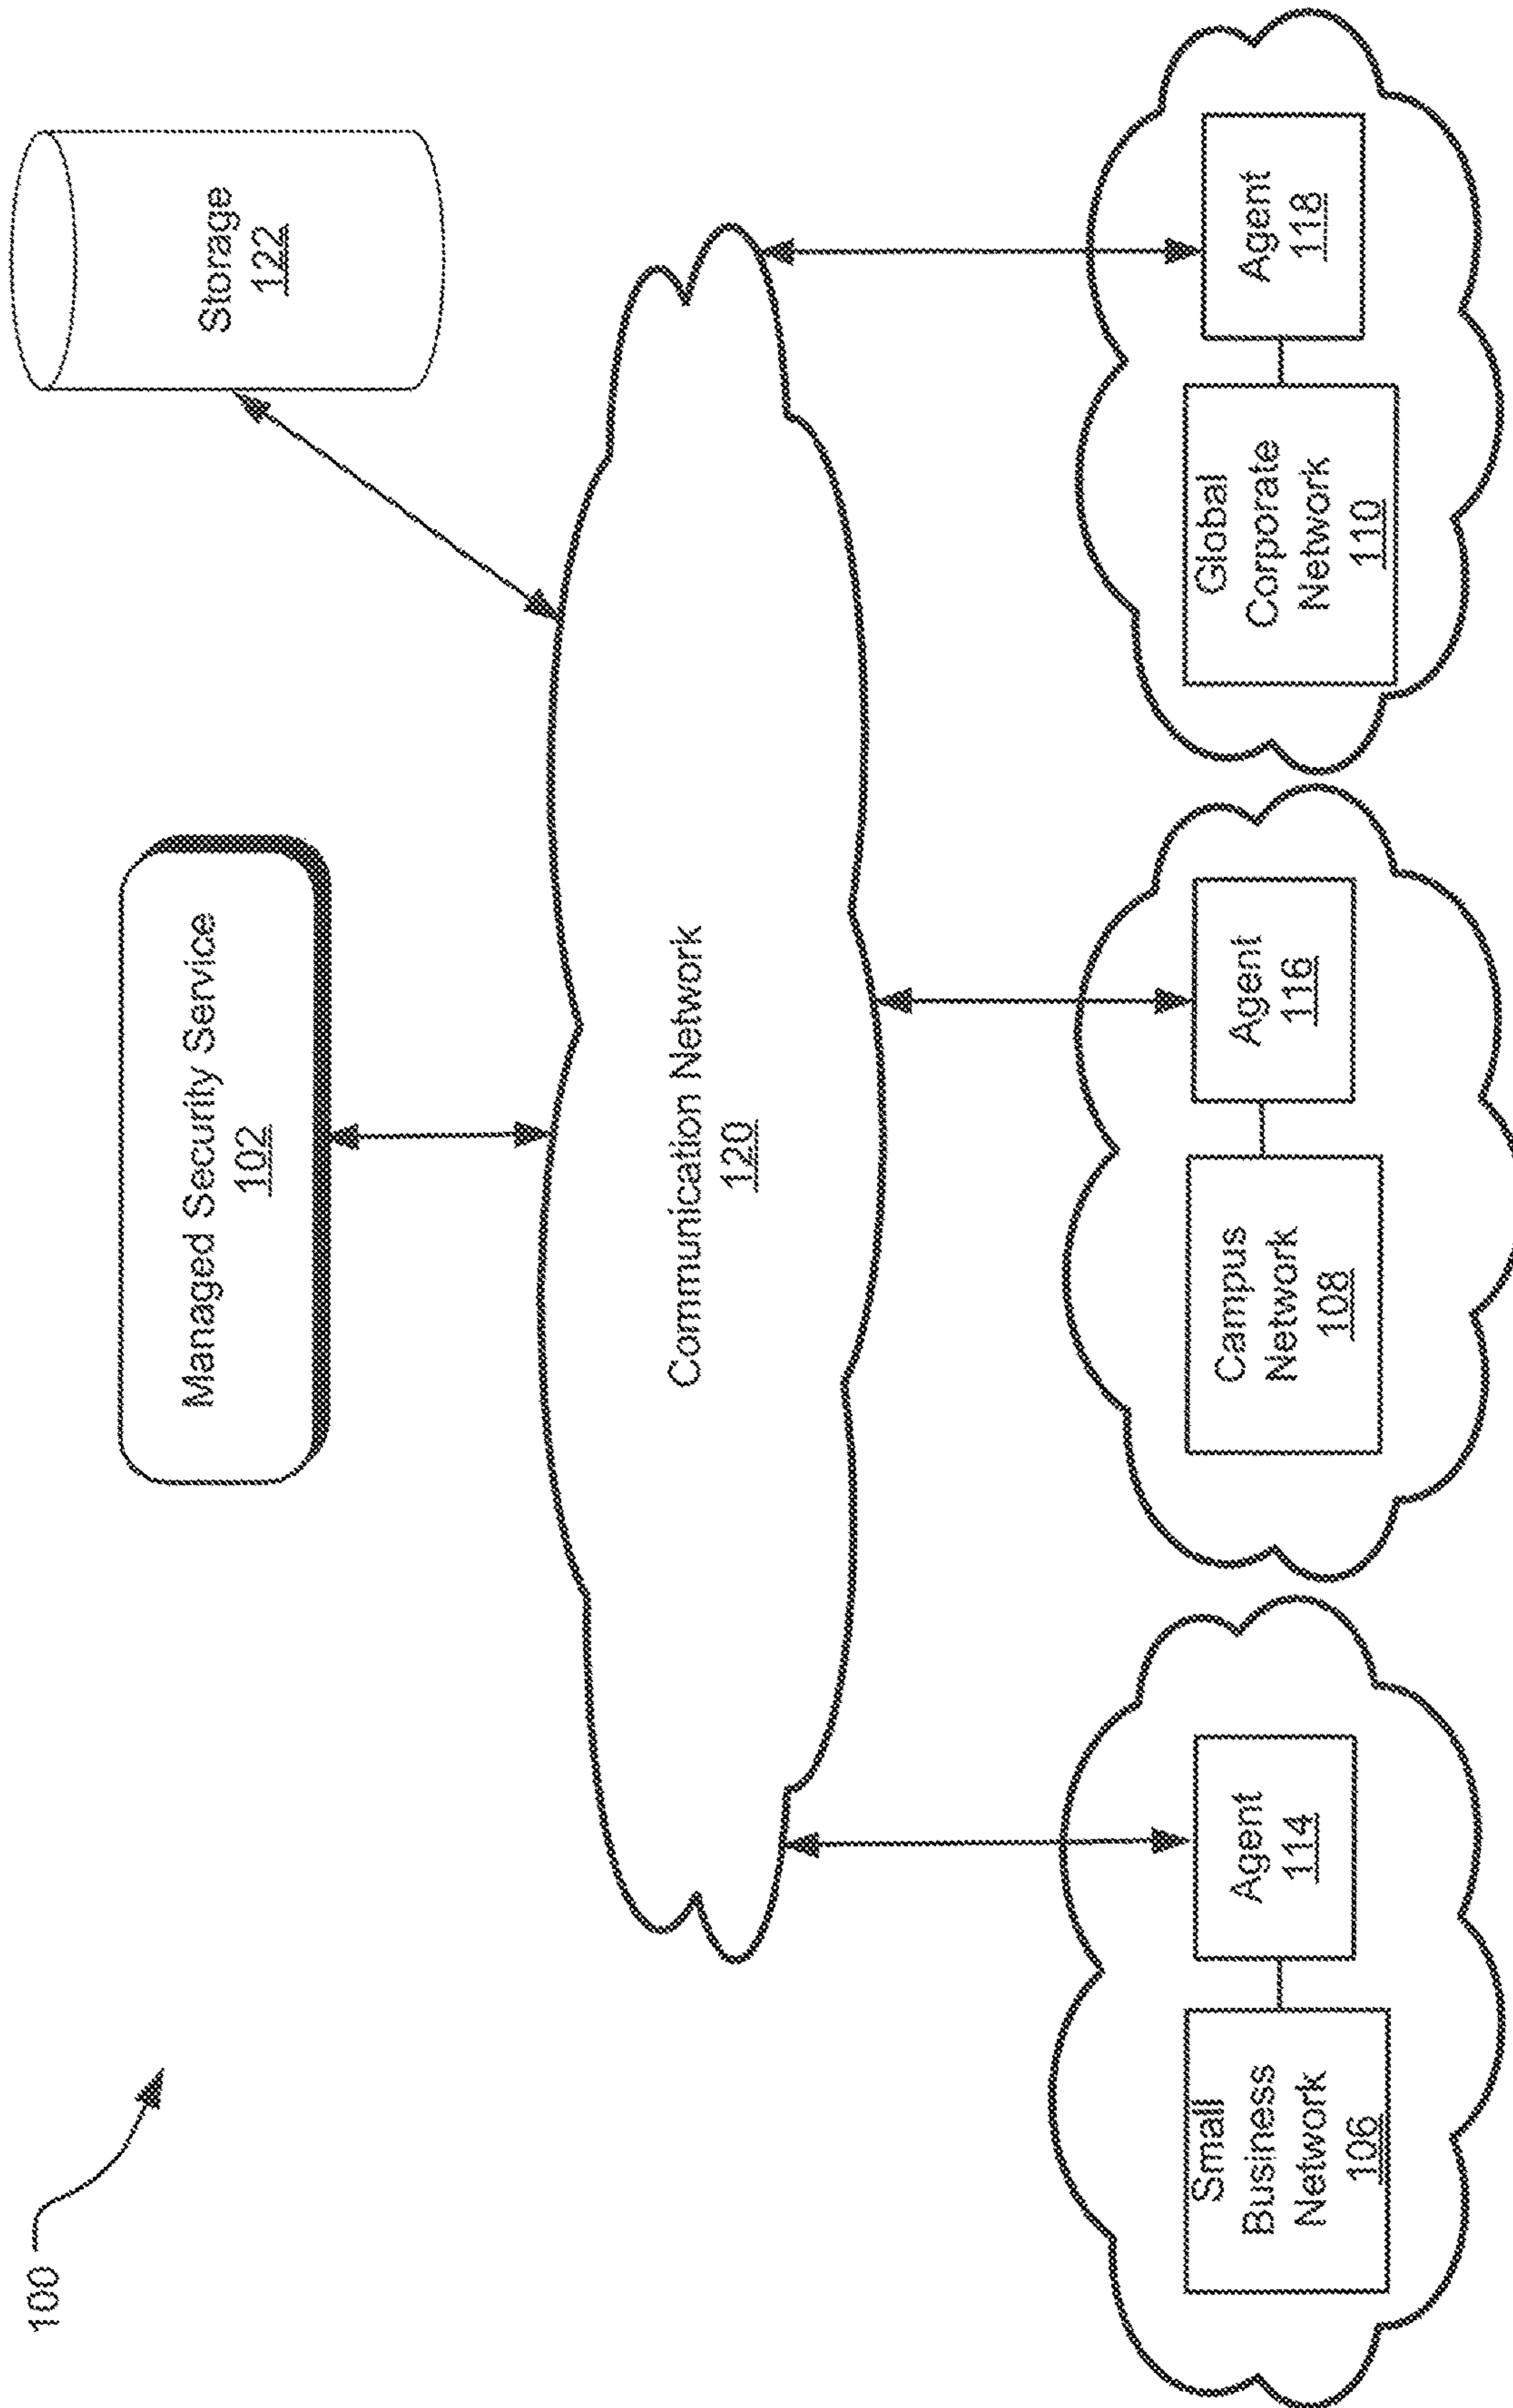 100
Managed Security Service
102
Storage
122
Communication Network
120
Small
Business
Network
106
Agent
114
Campus
Network
108
Agent
116
Global
Corporate
Network
110
Agent
118